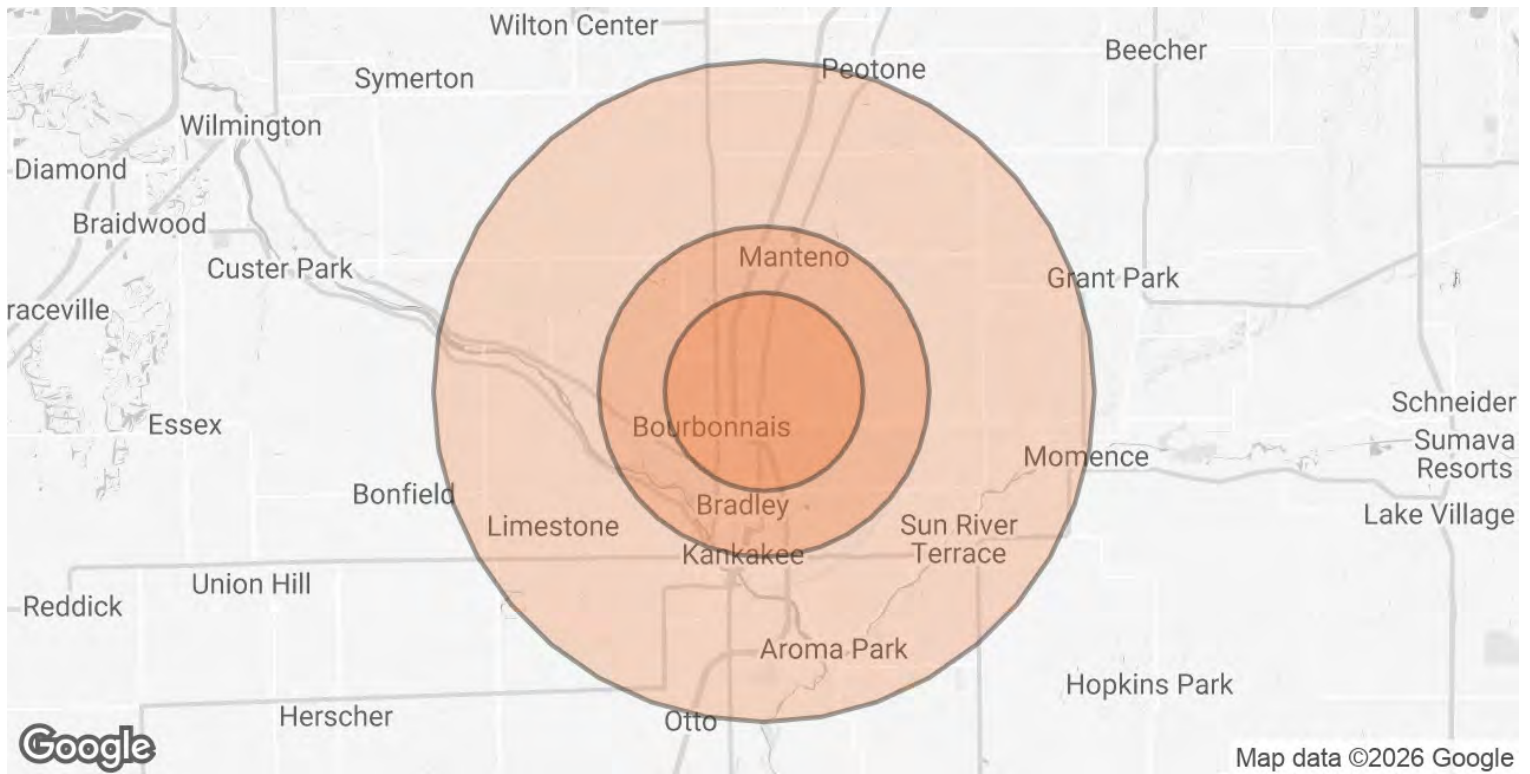 Wilton Center
Beecher
Peotone
Symerton
Wilmington
Diamond
Braidwood
Manteno
Custer Park
Grant Park
raceville
Schneider
Essex
Bourbonnais
Sumava
Resorts
Momence
Bonfield
Bradley
Lake Village
Limestone
Sun River
Terrace
Kankakee
Union Hill
Reddick
Aroma Park
Hopkins Park
Herscher
Otto
Google
Map data ©2026 Google